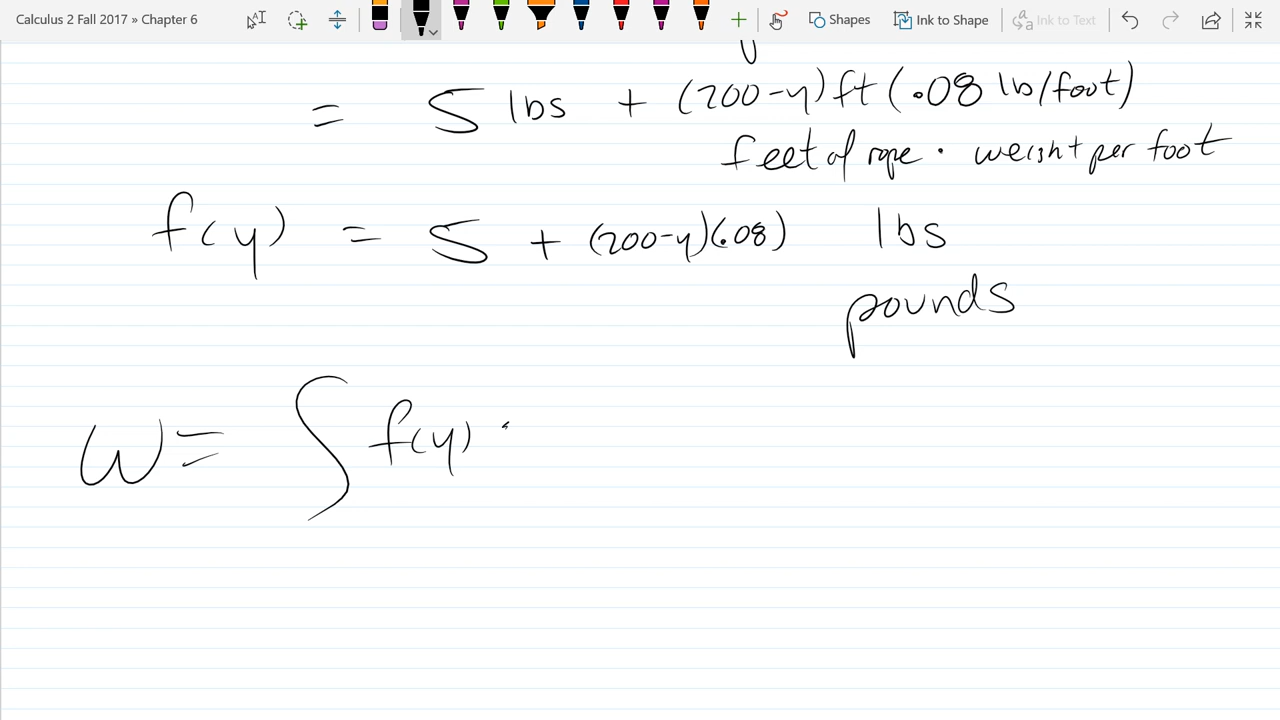 Calculus 2 Fall 2017 » Chapter 6
Shapes
Ink to Shape
Ink to Text
= 5 lbs + (200-y)ft (.08 lb/foot)
feet of rope · weight per foot
f(y) = 5 + (200-y)(.08) lbs
pounds
W = ∫ f(y) ·